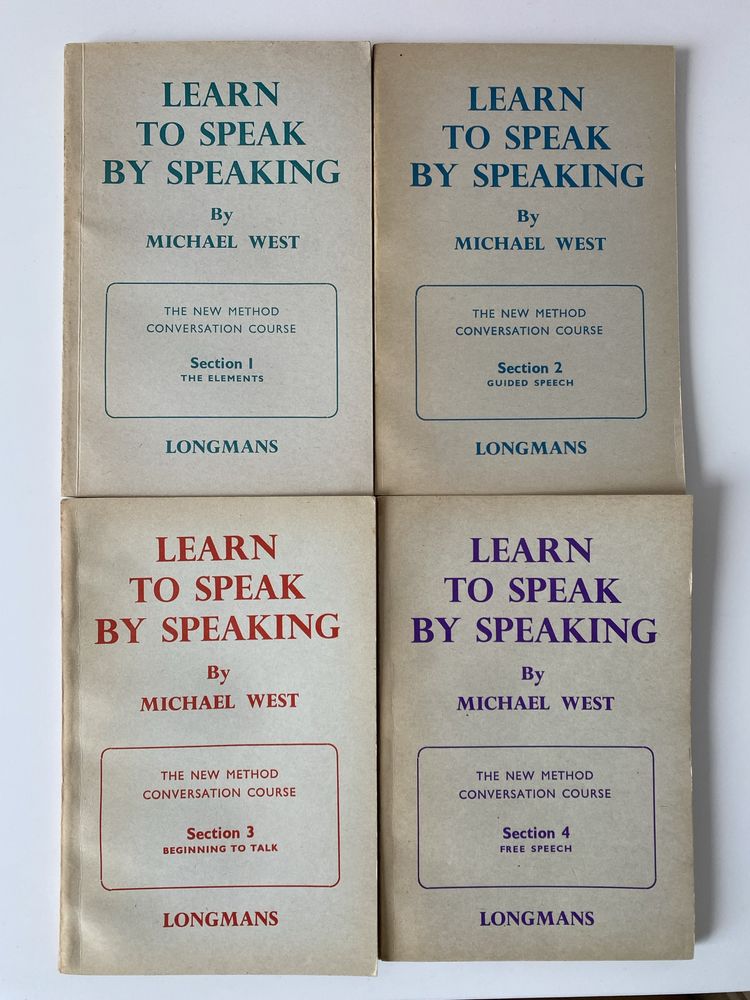 LEARN
TO SPEAK
BY SPEAKING
By
MICHAEL WEST
THE NEW METHOD
CONVERSATION COURSE
Section 1
THE ELEMENTS
LONGMANS
LEARN
TO SPEAK
BY SPEAKING
By
MICHAEL WEST
THE NEW METHOD
CONVERSATION COURSE
Section 2
GUIDED SPEECH
LONGMANS
LEARN
TO SPEAK
BY SPEAKING
By
MICHAEL WEST
THE NEW METHOD
CONVERSATION COURSE
Section 3
BEGINNING TO TALK
LONGMANS
LEARN
TO SPEAK
BY SPEAKING
By
MICHAEL WEST
THE NEW METHOD
CONVERSATION COURSE
Section 4
FREE SPEECH
LONGMANS